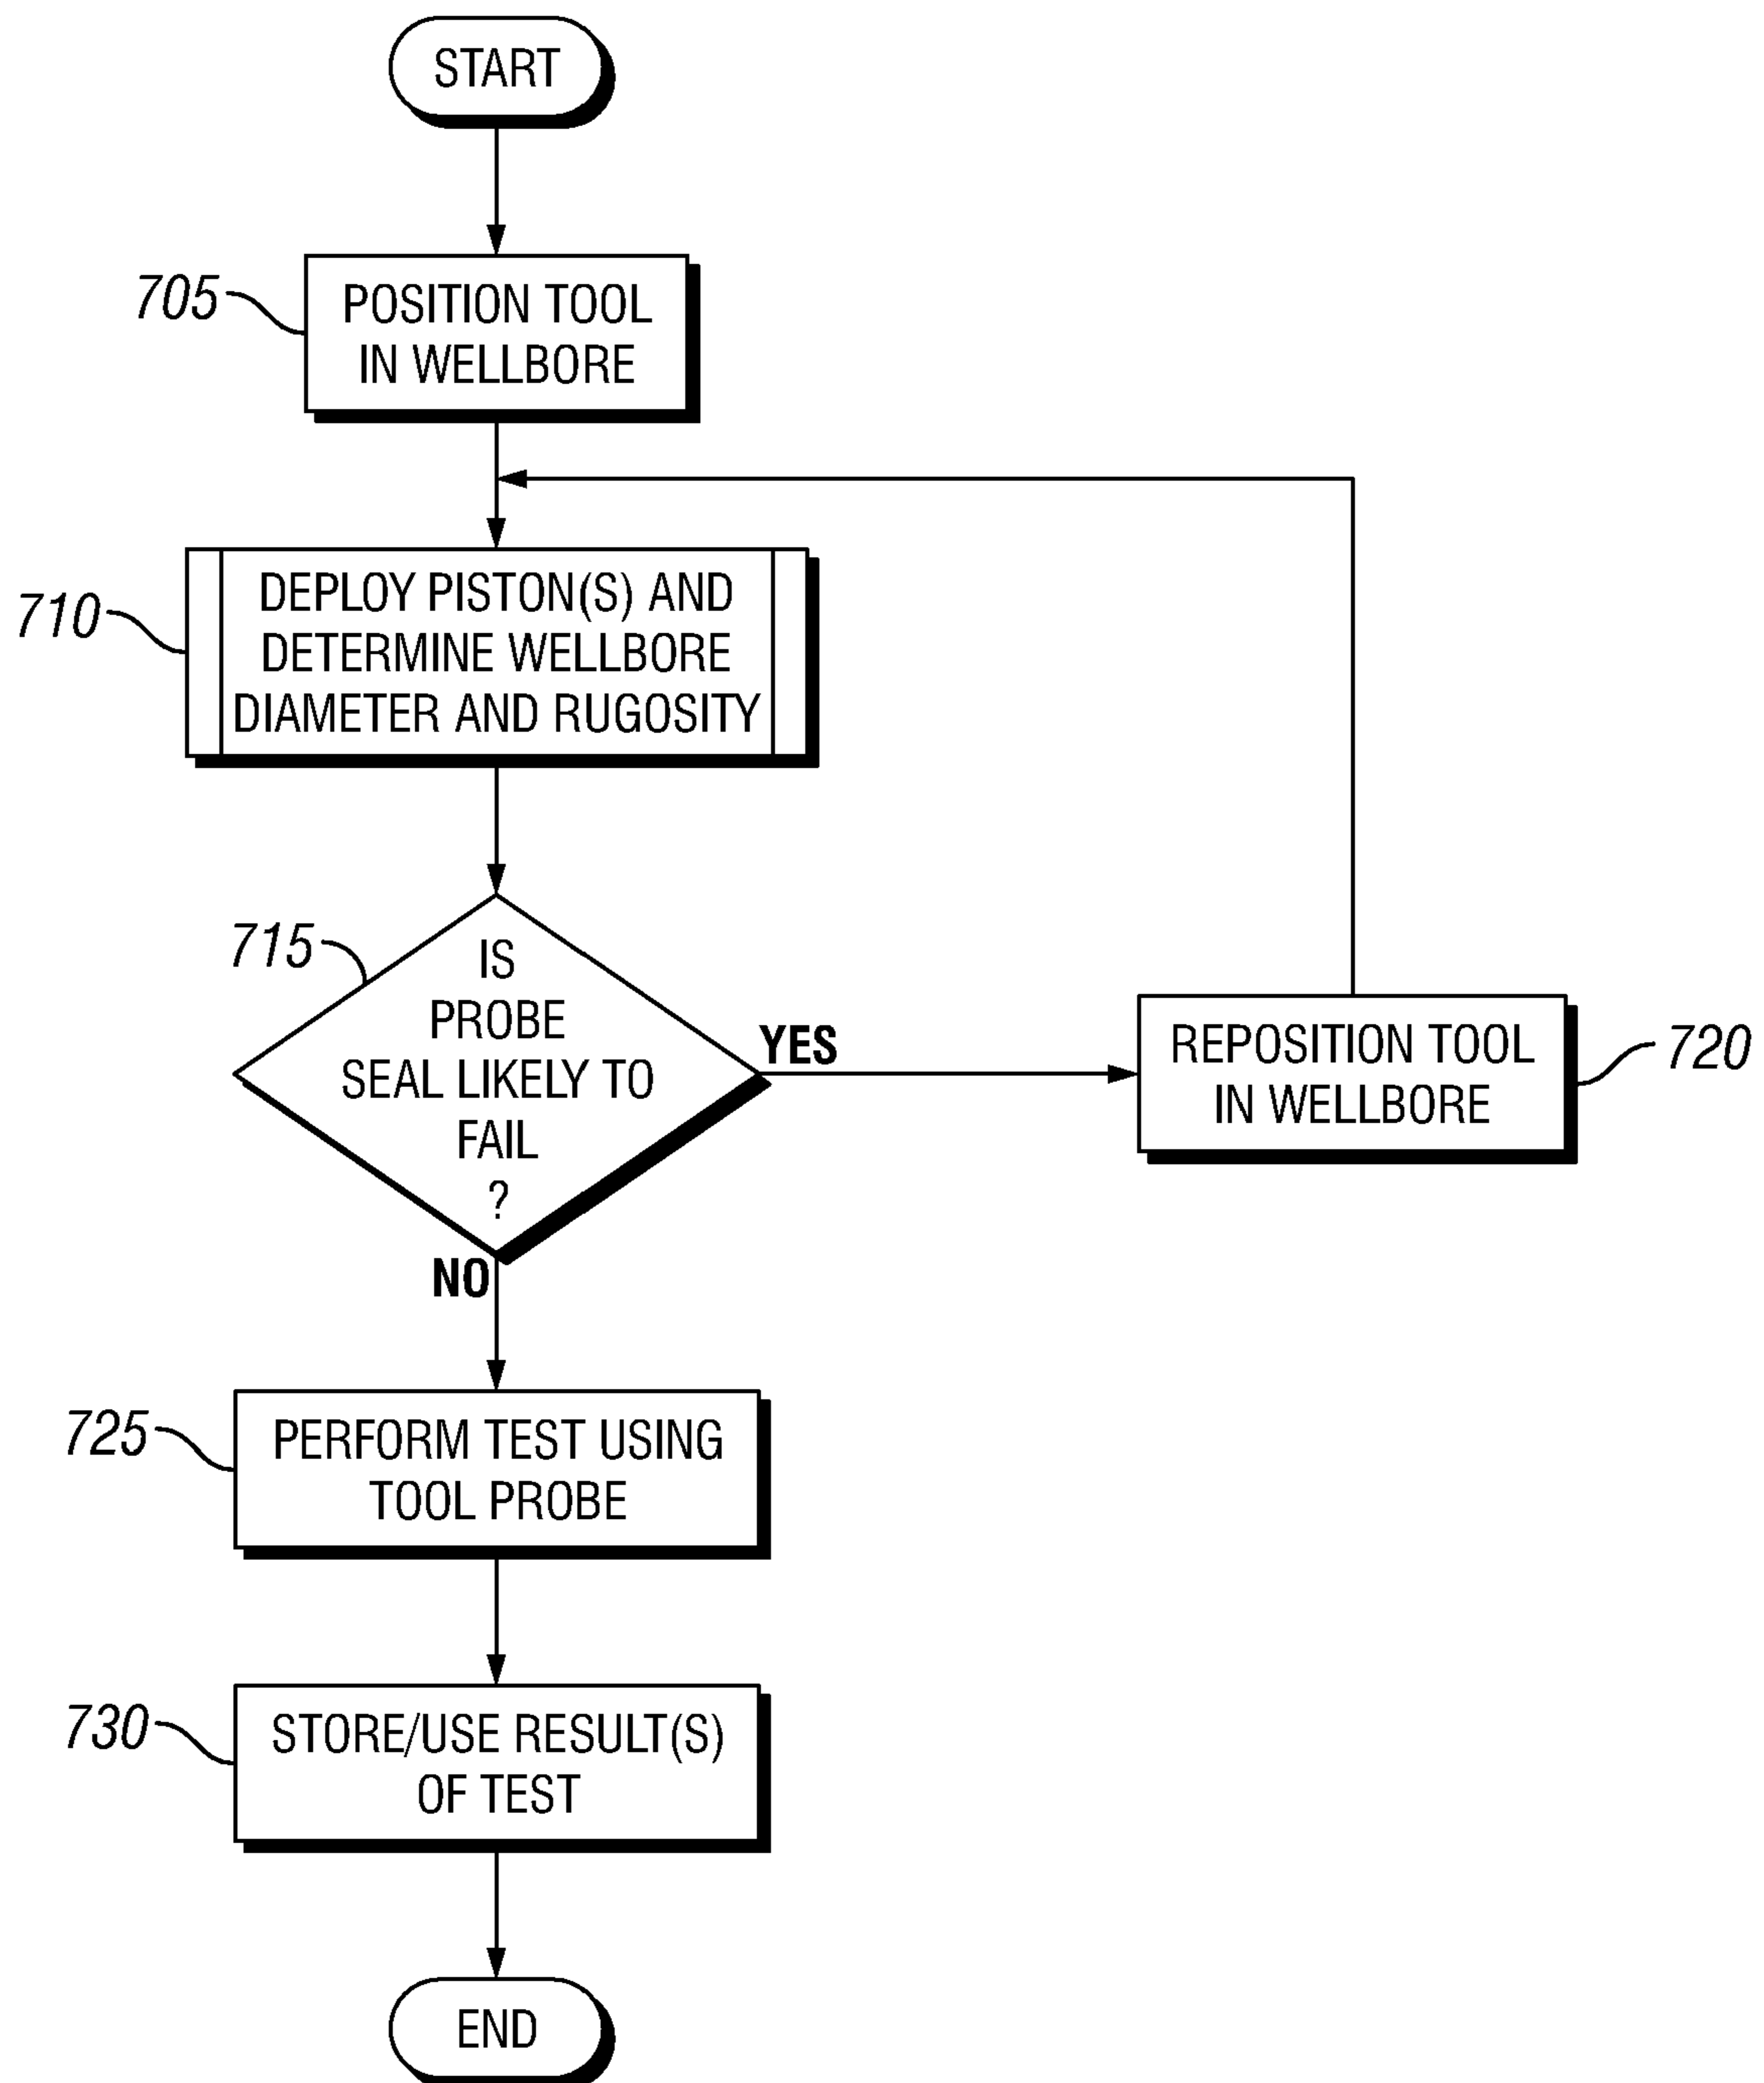 START
705
POSITION TOOL
IN WELLBORE
710
DEPLOY PISTON(S) AND
DETERMINE WELLBORE
DIAMETER AND RUGOSITY
715
IS
PROBE
SEAL LIKELY TO
FAIL
?
YES
REPOSITION TOOL
IN WELLBORE
720
NO
725
PERFORM TEST USING
TOOL PROBE
730
STORE/USE RESULT(S)
OF TEST
END